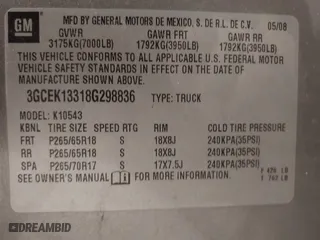 GM
MFD BY GENERAL MOTORS DE MEXICO, S. DE R.L. DE C.V. 05/08
GVWR GAWR FRT GAWR RR
3175KG(7000LB) 1792KG(3950LB) 1792KG(3950LB)
THIS VEHICLE CONFORMS TO ALL APPLICABLE U.S. FEDERAL MOTOR
VEHICLE SAFETY STANDARDS IN EFFECT ON THE DATE OF
MANUFACTURE SHOWN ABOVE.
3GCEK13318G298836 TYPE: TRUCK
MODEL: K10543
KBNL TIRE SIZE SPEED RTG RIM COLD TIRE PRESSURE
FRT P265/65R18 S 18X8J 240KPA(35PSI)
RR P265/65R18 S 18X8J 240KPA(35PSI)
SPA P265/70R17 S 17X7.5J 240KPA(35PSI)
SEE OWNER'S MANUAL FOR MORE INFORMATION
DREAMBID